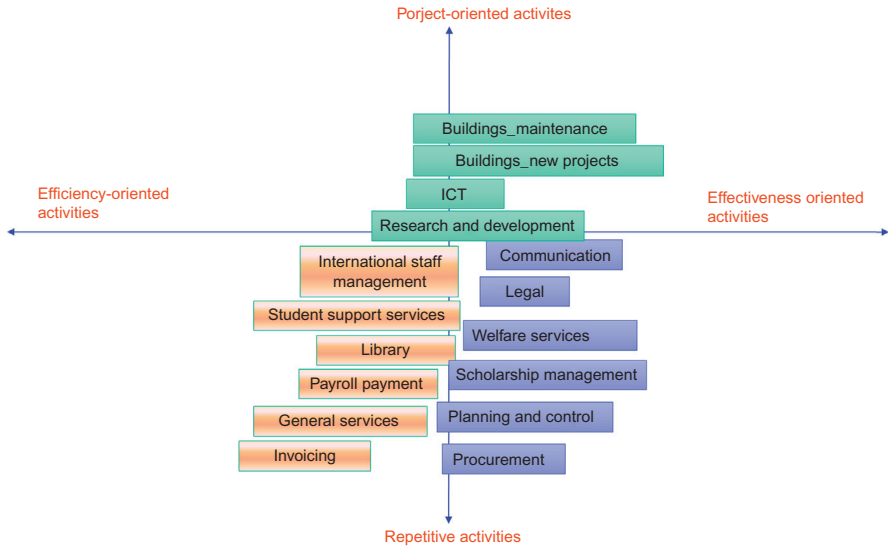 Porject-oriented activites
Buildings_maintenance
Buildings_new projects
Efficiency-oriented
activities
ICT
Effectiveness oriented
activities
Research and development
International staff
management
Communication
Legal
Student support services
Welfare services
Library
Scholarship management
Payroll payment
General services
Planning and control
Invoicing
Procurement
Repetitive activities